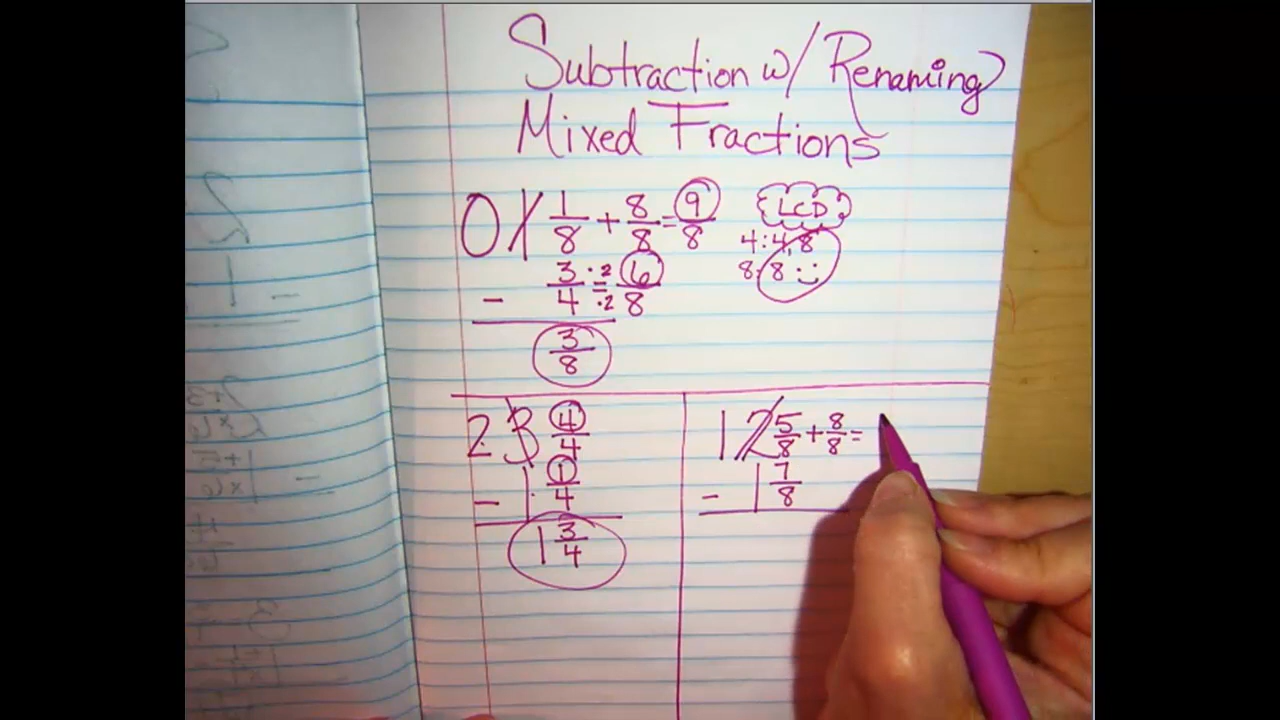 Subtraction w/ Renaming
Mixed Fractions
0 1 1/8 + 8/8 = 9/8
- 3/4 ·2/·2 = 6/8
3/8
LCD
4: 4, 8
8: 8
2 3 4/4
- 1 1/4
1 3/4
1 2 5/8 + 8/8 =
- 1 7/8